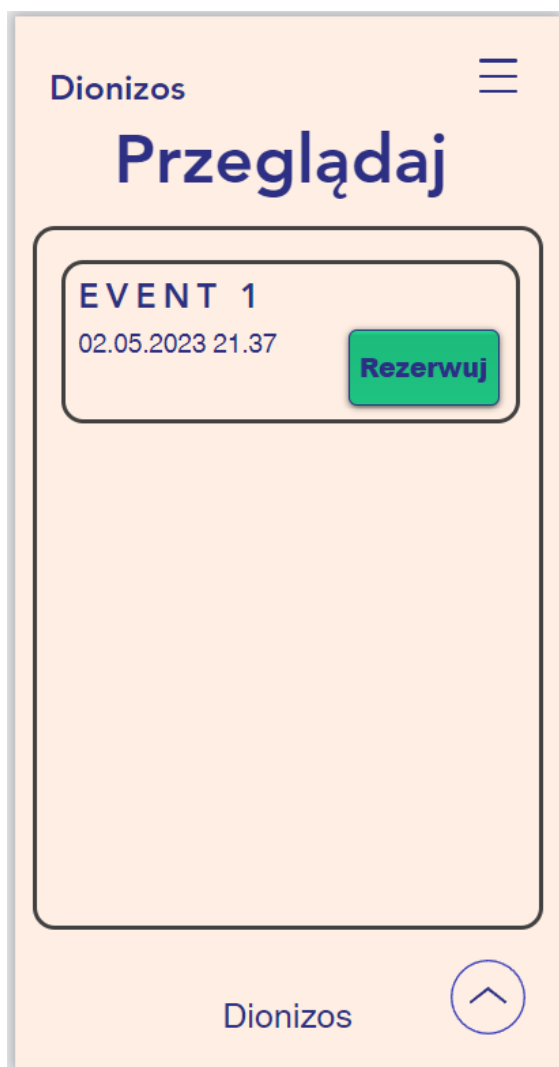 Dionizos
Przeglądaj
EVENT 1
02.05.2023 21.37
Rezerwuj
Dionizos